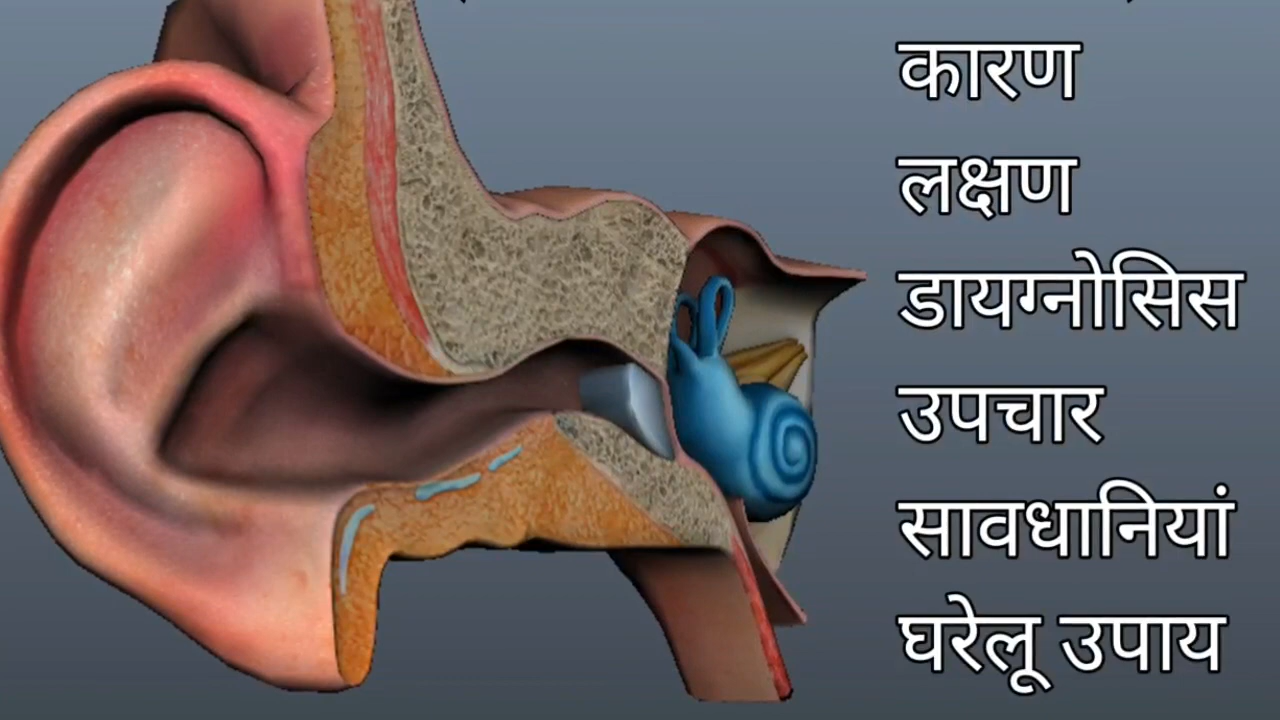 कारण
लक्षण
डायग्नोसिस
उपचार
सावधानियां
घरेलू उपाय